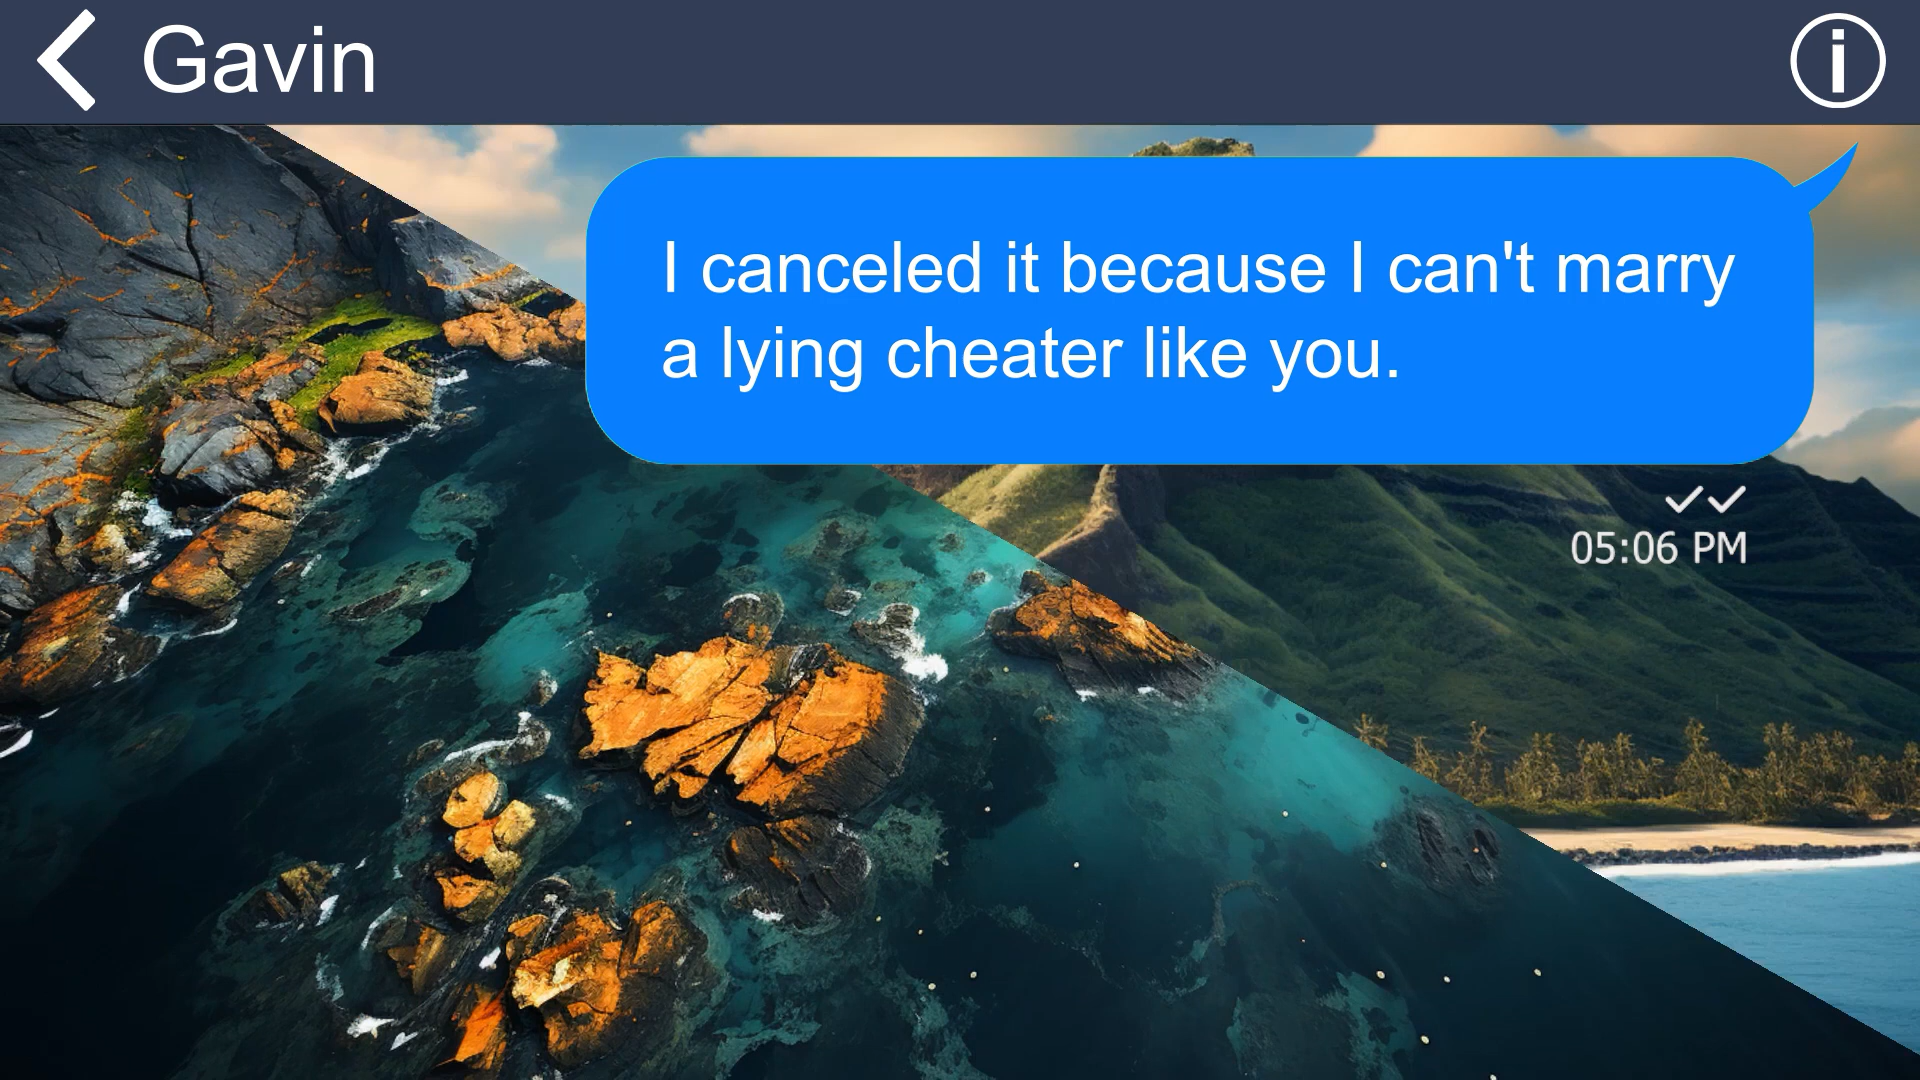 Gavin
I canceled it because I can't marry
a lying cheater like you.
05:06 PM